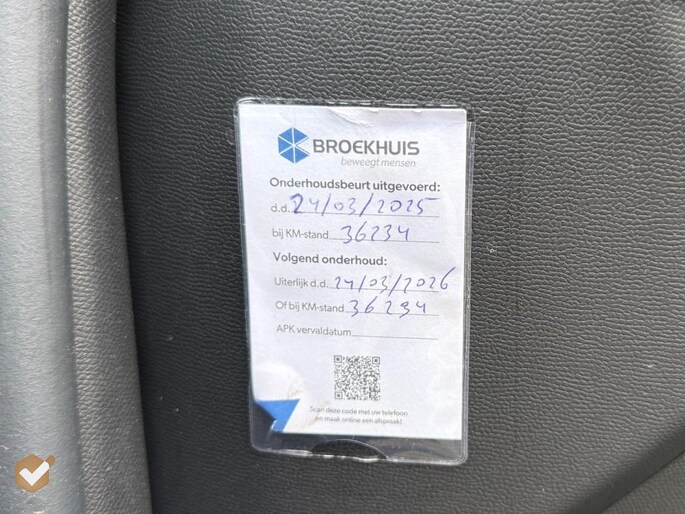 BROEKHUIS
beweegt mensen
Onderhoudsbeurt uitgevoerd:
d.d. 24/03/2025
bij KM-stand 36234
Volgend onderhoud:
Uiterlijk d.d. 24/03/2026
Of bij KM-stand 36234
APK vervaldatum
Scan deze code met uw telefoon
en maak online een afspraak!